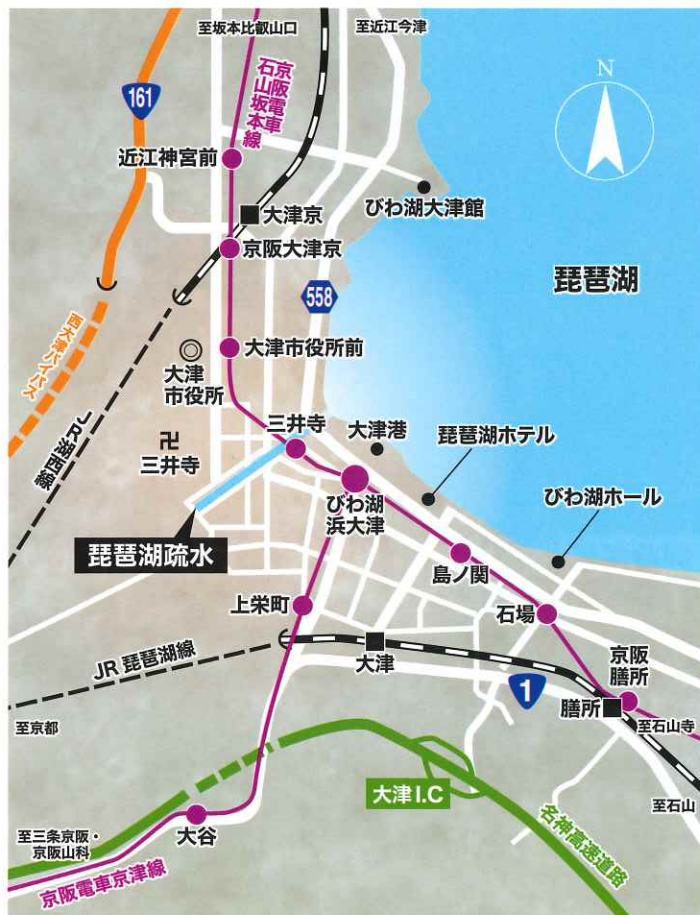 至坂本比叡山口
至近江今津
京阪電車
石山坂本線
161
N
近江神宮前
びわ湖大津館
大津京
京阪大津京
琵琶湖
558
西大津バイパス
大津市役所前
大津
市役所
JR湖西線
三井寺
大津港
琵琶湖ホテル
卍
三井寺
びわ湖ホール
びわ湖
浜大津
琵琶湖疏水
島ノ関
上栄町
石場
JR琵琶湖線
大津
京阪
膳所
1
膳所
至京都
至石山寺
大津I.C
至石山
名神高速道路
至三条京阪・
京阪山科
大谷
京阪電車京津線